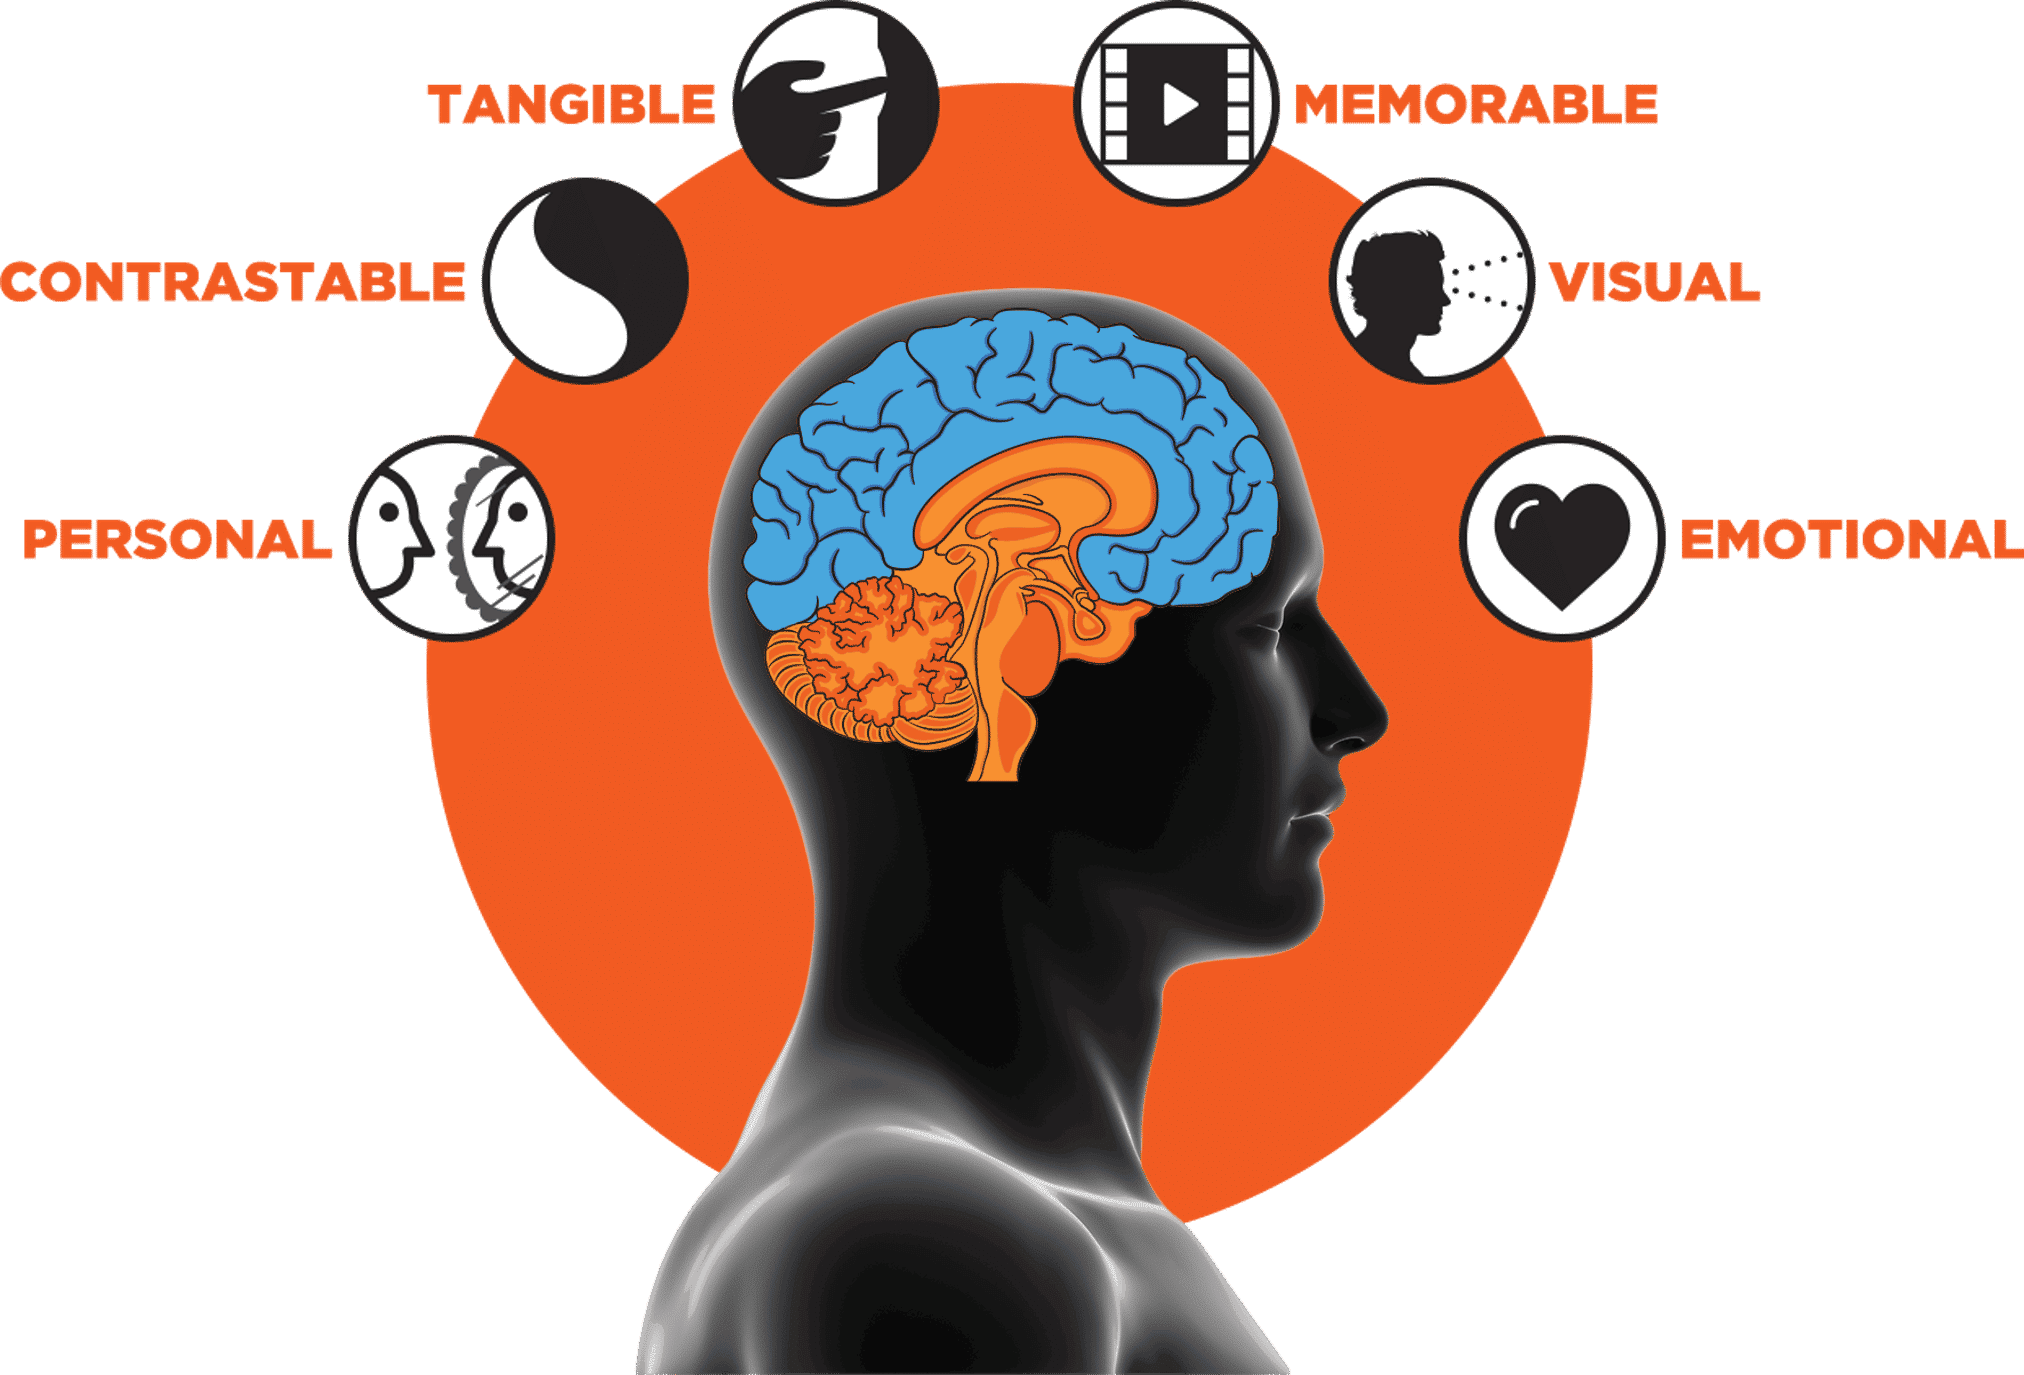 TANGIBLE
MEMORABLE
CONTRASTABLE
VISUAL
PERSONAL
EMOTIONAL